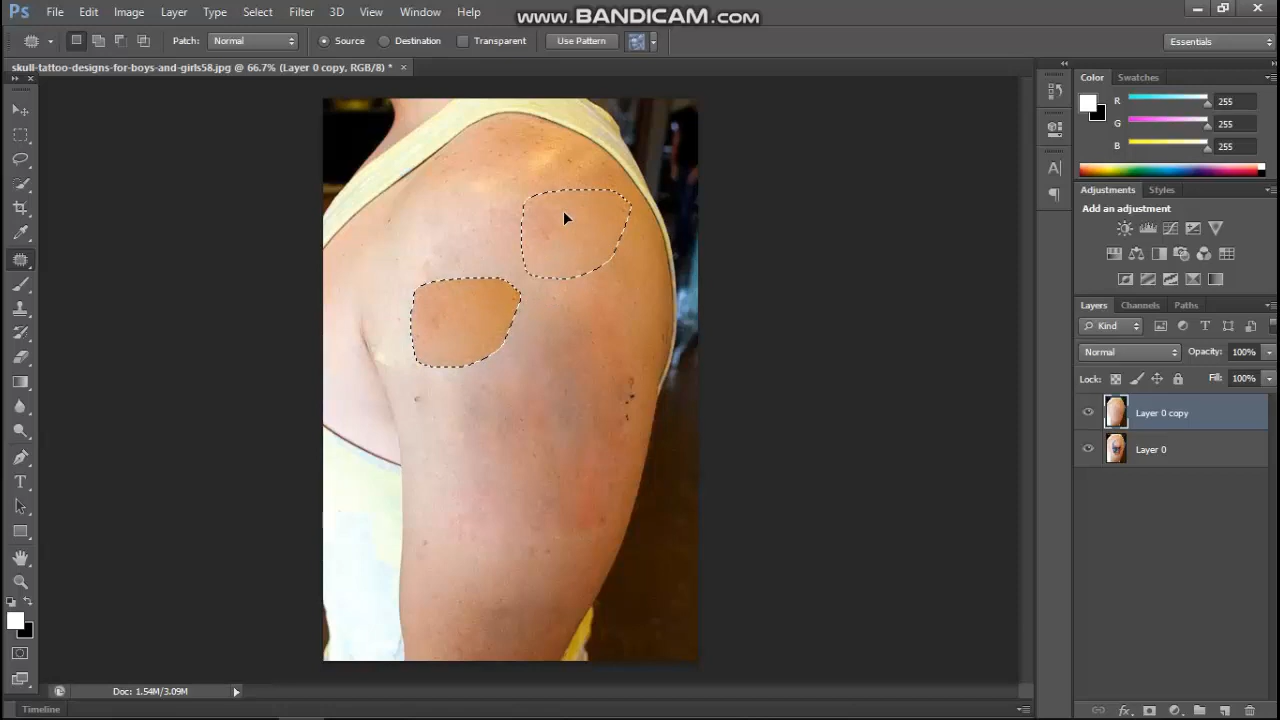 www.BANDICAM.com
Ps File Edit Image Layer Type Select Filter 3D View Window Help
Patch: Normal Source Destination Transparent Use Pattern Essentials
skull-tattoo-designs-for-boys-and-girls58.jpg @ 66.7% (Layer 0 copy, RGB/8) * ×
Color Swatches
R 255
G 255
B 255
Adjustments Styles
Add an adjustment
Layers Channels Paths
Kind
Normal Opacity: 100%
Lock: Fill: 100%
Layer 0 copy
Layer 0
Doc: 1.54M/3.09M
Timeline